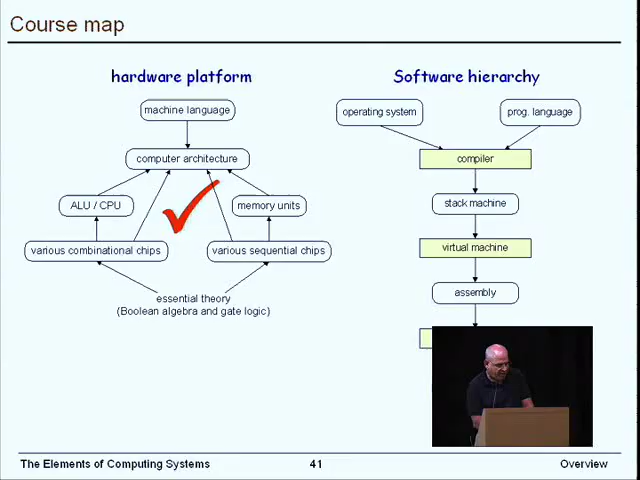 Course map
hardware platform
Software hierarchy
machine language
operating system
prog. language
computer architecture
compiler
ALU / CPU
memory units
stack machine
various combinational chips
various sequential chips
virtual machine
essential theory
(Boolean algebra and gate logic)
assembly
The Elements of Computing Systems
41
Overview